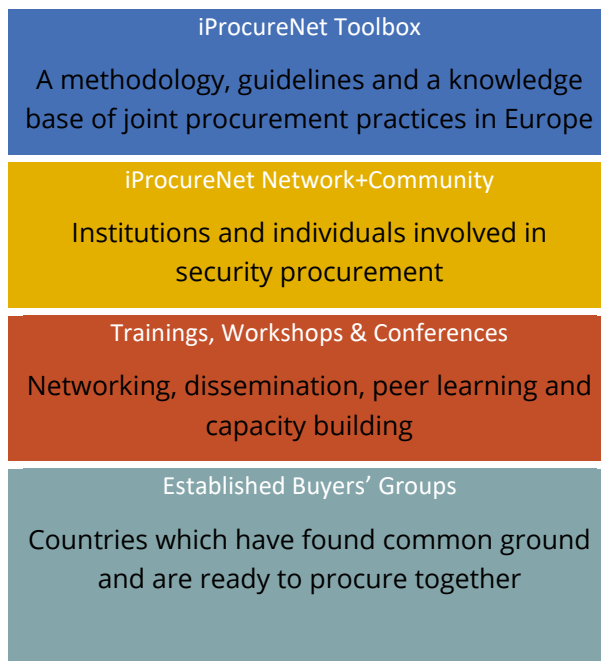 iProcureNet Toolbox
A methodology, guidelines and a knowledge
base of joint procurement practices in Europe
iProcureNet Network+Community
Institutions and individuals involved in
security procurement
Trainings, Workshops & Conferences
Networking, dissemination, peer learning and
capacity building
Established Buyers’ Groups
Countries which have found common ground
and are ready to procure together